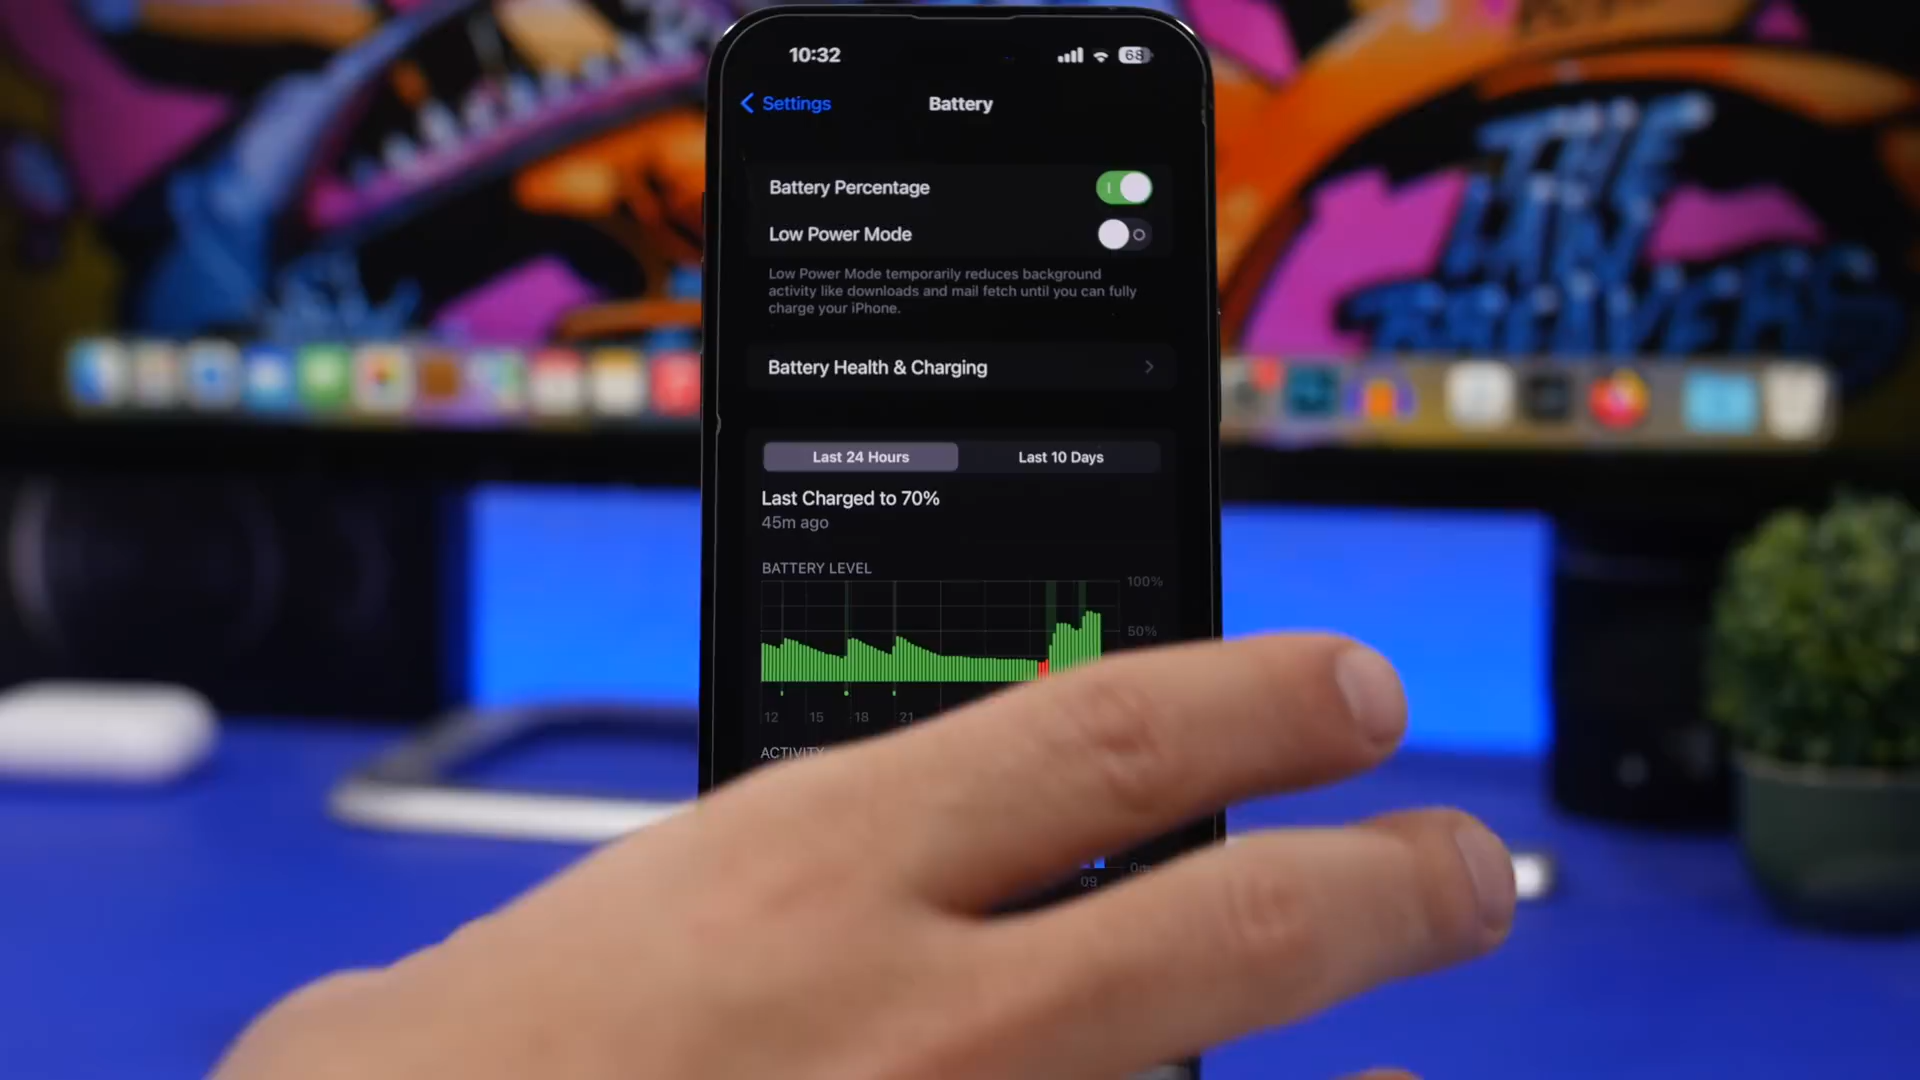 10:32
68
Settings
Battery
Battery Percentage
Low Power Mode
Low Power Mode temporarily reduces background
activity like downloads and mail fetch until you can fully
charge your iPhone.
Battery Health & Charging
Last 24 Hours
Last 10 Days
Last Charged to 70%
45m ago
BATTERY LEVEL
100%
50%
12 15 18 21
ACTIVITY
09
THE